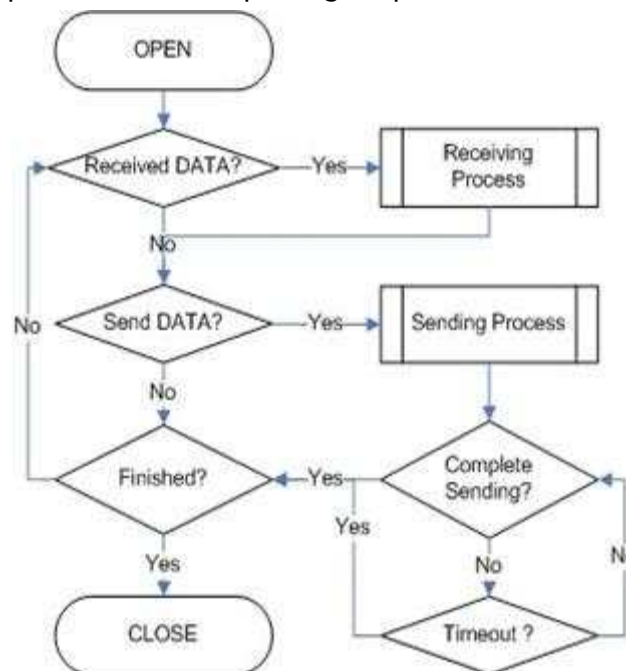 OPEN
Received DATA?
Yes
Receiving
Process
No
Send DATA?
Yes
Sending Process
No
No
Finished?
Yes
Complete
Sending?
Yes
Yes
No
CLOSE
Timeout ?